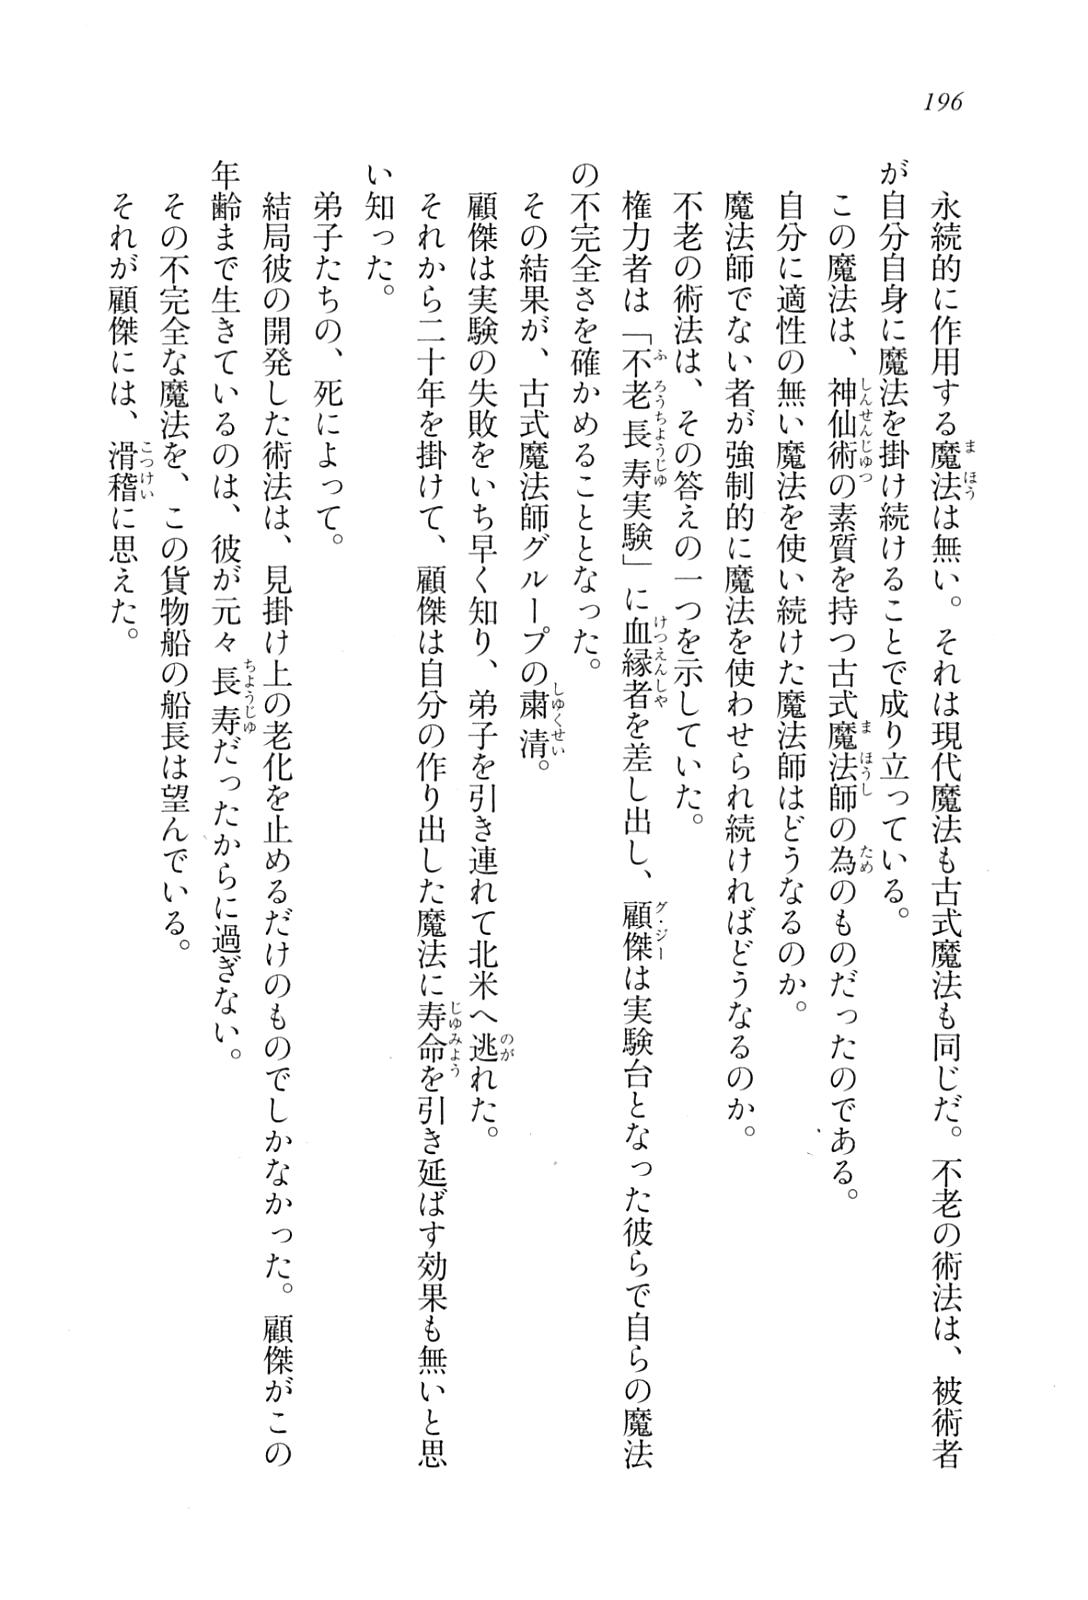 196
永続的に作用する魔法は無い。それは現代魔法も古式魔法も同じだ。不老の術法は、被術者
が自分自身に魔法を掛け続けることで成り立っている。
この魔法は、神仙術の素質を持つ古式魔法師の為のものだったのである。
自分に適性の無い魔法を使い続けた魔法師はどうなるのか。
魔法師でない者が強制的に魔法を使わせられ続ければどうなるのか。
不老の術法は、その答えの一つを示していた。
権力者は「不老長寿実験」に血縁者を差し出し、顧傑は実験台となった彼らで自らの魔法
の不完全さを確かめることとなった。
その結果が、古式魔法師グループの粛清。
顧傑は実験の失敗をいち早く知り、弟子を引き連れて北米へ逃れた。
それから二十年を掛けて、顧傑は自分の作り出した魔法に寿命を引き延ばす効果も無いと思
い知った。
弟子たちの、死によって。
結局彼の開発した術法は、見掛け上の老化を止めるだけのものでしかなかった。顧傑がこの
年齢まで生きているのは、彼が元々長寿だったからに過ぎない。
その不完全な魔法を、この貨物船の船長は望んでいる。
それが顧傑には、滑稽に思えた。